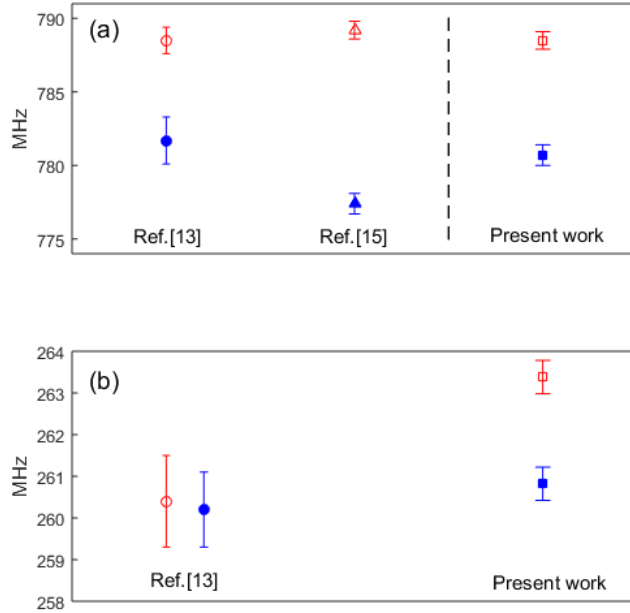 (a)
790
785
780
775
MHz
Ref.[13]
Ref.[15]
Present work
(b)
264
263
262
261
260
259
258
MHz
Ref.[13]
Present work